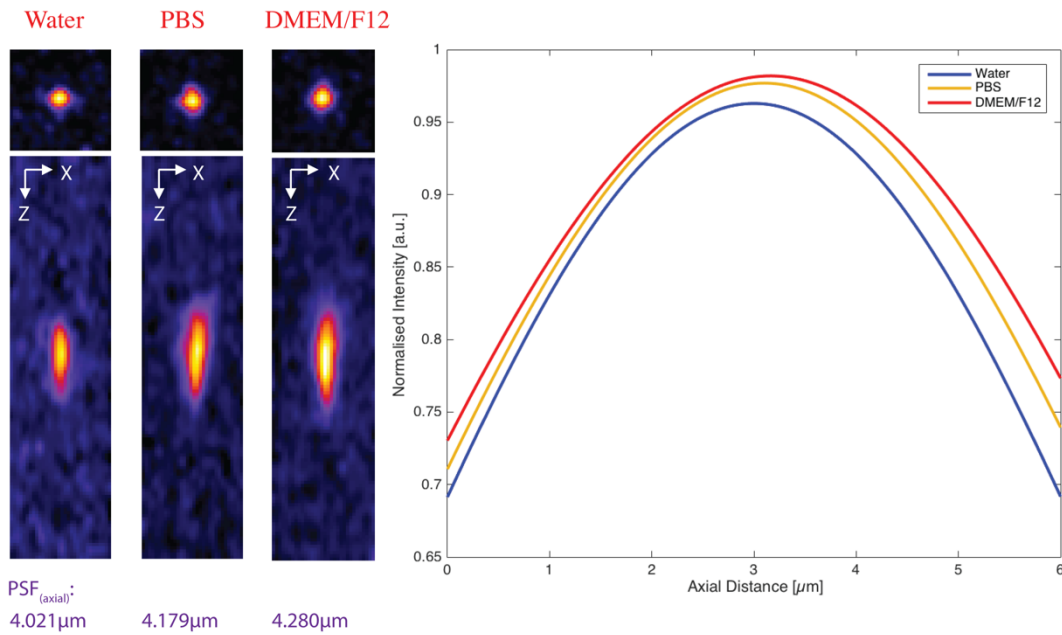 Water PBS DMEM/F12
X
Z
X
Z
X
Z
PSF(axial):
4.021µm 4.179µm 4.280µm
1
0.95
0.9
0.85
0.8
0.75
0.7
0.65
Normalised Intensity [a.u.]
Water
PBS
DMEM/F12
0 1 2 3 4 5 6
Axial Distance [µm]